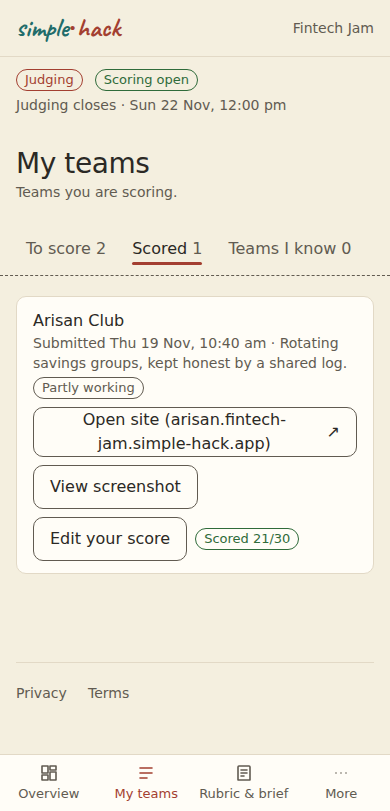 simple·hack
Fintech Jam
Judging
Scoring open
Judging closes · Sun 22 Nov, 12:00 pm
My teams
Teams you are scoring.
To score 2
Scored 1
Teams I know 0
Arisan Club
Submitted Thu 19 Nov, 10:40 am · Rotating
savings groups, kept honest by a shared log.
Partly working
Open site (arisan.fintech-
jam.simple-hack.app) ↗
View screenshot
Edit your score
Scored 21/30
Privacy
Terms
Overview
My teams
Rubric & brief
More